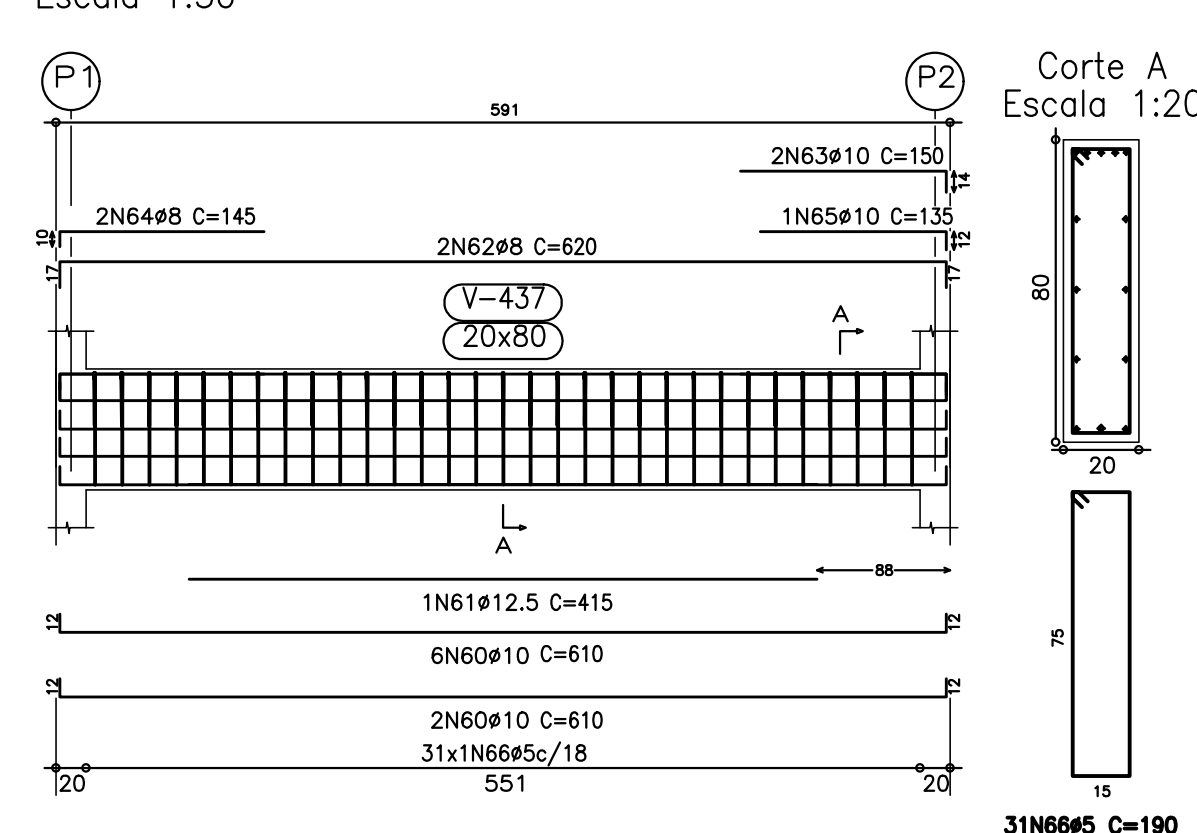 Escala 1:50
P1
P2
591
2N63ø10 C=150
14
2N64ø8 C=145
10
1N65ø10 C=135
12
2N62ø8 C=620
17
17
V-437
20x80
A
A
88
1N61ø12.5 C=415
12
12
6N60ø10 C=610
12
12
2N60ø10 C=610
31x1N66ø5c/18
20
551
20
Corte A
Escala 1:20
80
20
75
15
31N66ø5 C=190